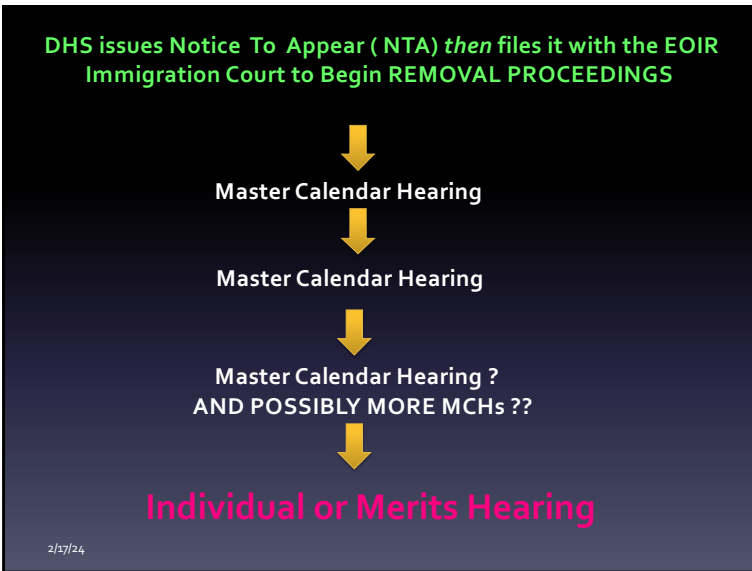 DHS issues Notice To Appear ( NTA) then files it with the EOIR
Immigration Court to Begin REMOVAL PROCEEDINGS
Master Calendar Hearing
Master Calendar Hearing
Master Calendar Hearing ?
AND POSSIBLY MORE MCHs ??
Individual or Merits Hearing
2/17/24